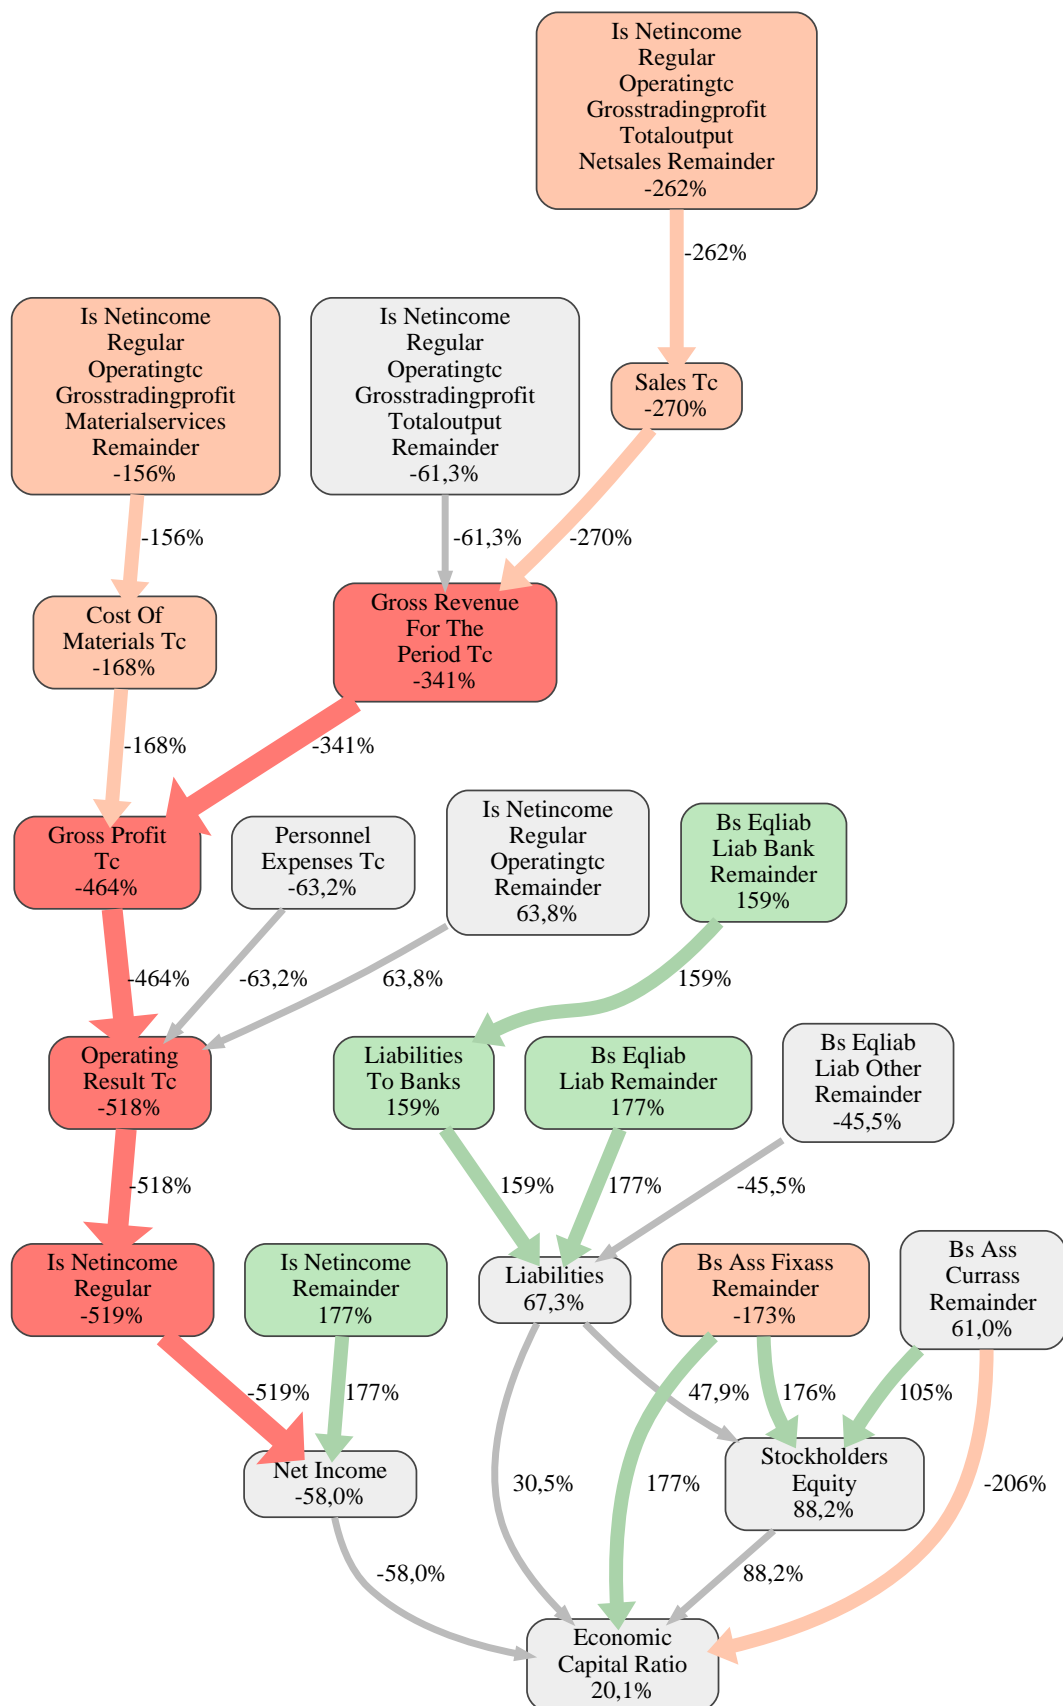 Is Netincome
Regular
Operatingtc
Grosstradingprofit
Totaloutput
Netsales Remainder
-262%
-262%
Is Netincome
Regular
Operatingtc
Grosstradingprofit
Materialservices
Remainder
-156%
Is Netincome
Regular
Operatingtc
Grosstradingprofit
Totaloutput
Remainder
-61,3%
Sales Tc
-270%
-156%
-61,3%
-270%
Cost Of
Materials Tc
-168%
Gross Revenue
For The
Period Tc
-341%
-168%
-341%
Gross Profit
Tc
-464%
Personnel
Expenses Tc
-63,2%
Is Netincome
Regular
Operatingtc
Remainder
63,8%
Bs Eqliab
Liab Bank
Remainder
159%
-464%
-63,2%
63,8%
159%
Operating
Result Tc
-518%
Liabilities
To Banks
159%
Bs Eqliab
Liab Remainder
177%
Bs Eqliab
Liab Other
Remainder
-45,5%
-518%
159%
177%
-45,5%
Is Netincome
Regular
-519%
Is Netincome
Remainder
177%
Liabilities
67,3%
Bs Ass Fixass
Remainder
-173%
Bs Ass
Currass
Remainder
61,0%
-519%
177%
47,9%
176%
105%
Net Income
-58,0%
30,5%
177%
Stockholders
Equity
88,2%
-206%
-58,0%
88,2%
Economic
Capital Ratio
20,1%